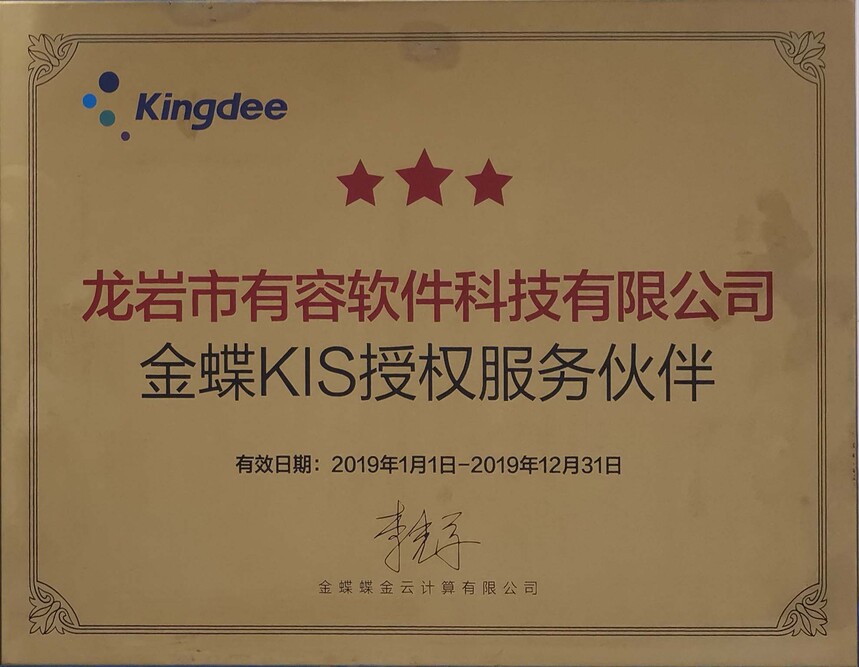 Kingdee
龙岩市有容软件科技有限公司
金蝶KIS授权服务伙伴
有效日期：2019年1月1日-2019年12月31日
金蝶蝶金云计算有限公司